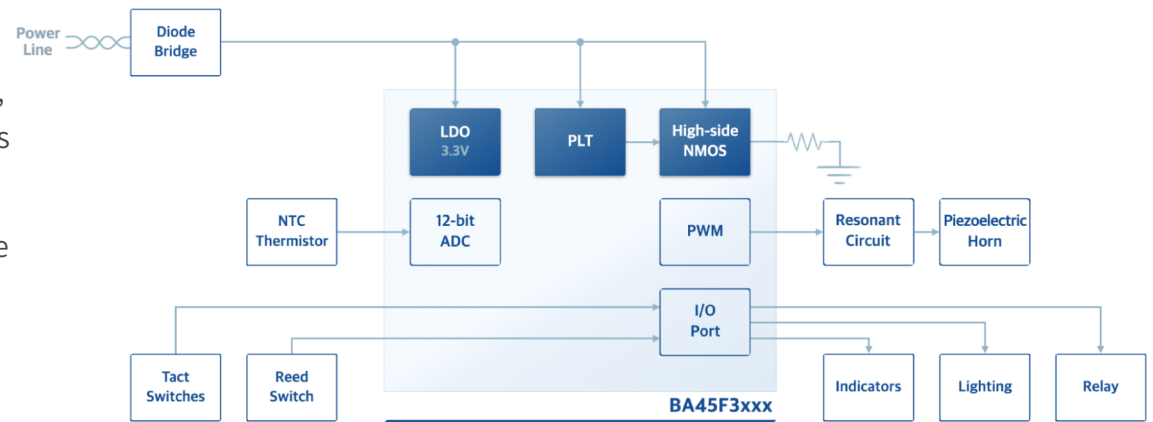 Power
Line
Diode
Bridge
,
s
LDO
3.3V
PLT
High-side
NMOS
e
NTC
Thermistor
12-bit
ADC
PWM
Resonant
Circuit
Piezoelectric
Horn
I/O
Port
Tact
Switches
Reed
Switch
Indicators
Lighting
Relay
BA45F3xxx